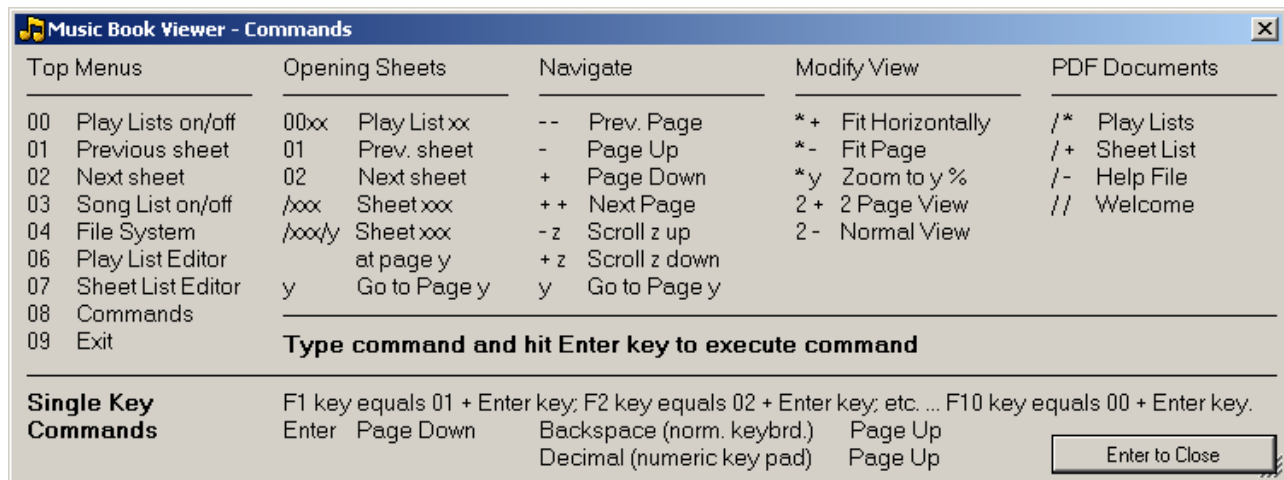 Music Book Viewer - Commands
Top Menus Opening Sheets Navigate Modify View PDF Documents
00 Play Lists on/off 00xx Play List xx -- Prev. Page *+ Fit Horizontally /* Play Lists
01 Previous sheet 01 Prev. sheet - Page Up *- Fit Page /+ Sheet List
02 Next sheet 02 Next sheet + Page Down *y Zoom to y % /- Help File
03 Song List on/off /xxx Sheet xxx ++ Next Page 2+ 2 Page View // Welcome
04 File System /xxx/y Sheet xxx -z Scroll z up 2- Normal View
06 Play List Editor at page y +z Scroll z down
07 Sheet List Editor y Go to Page y y Go to Page y
08 Commands
09 Exit Type command and hit Enter key to execute command
Single Key F1 key equals 01 + Enter key; F2 key equals 02 + Enter key; etc. ... F10 key equals 00 + Enter key.
Commands Enter Page Down Backspace (norm. keybrd.) Page Up
Decimal (numeric key pad) Page Up Enter to Close